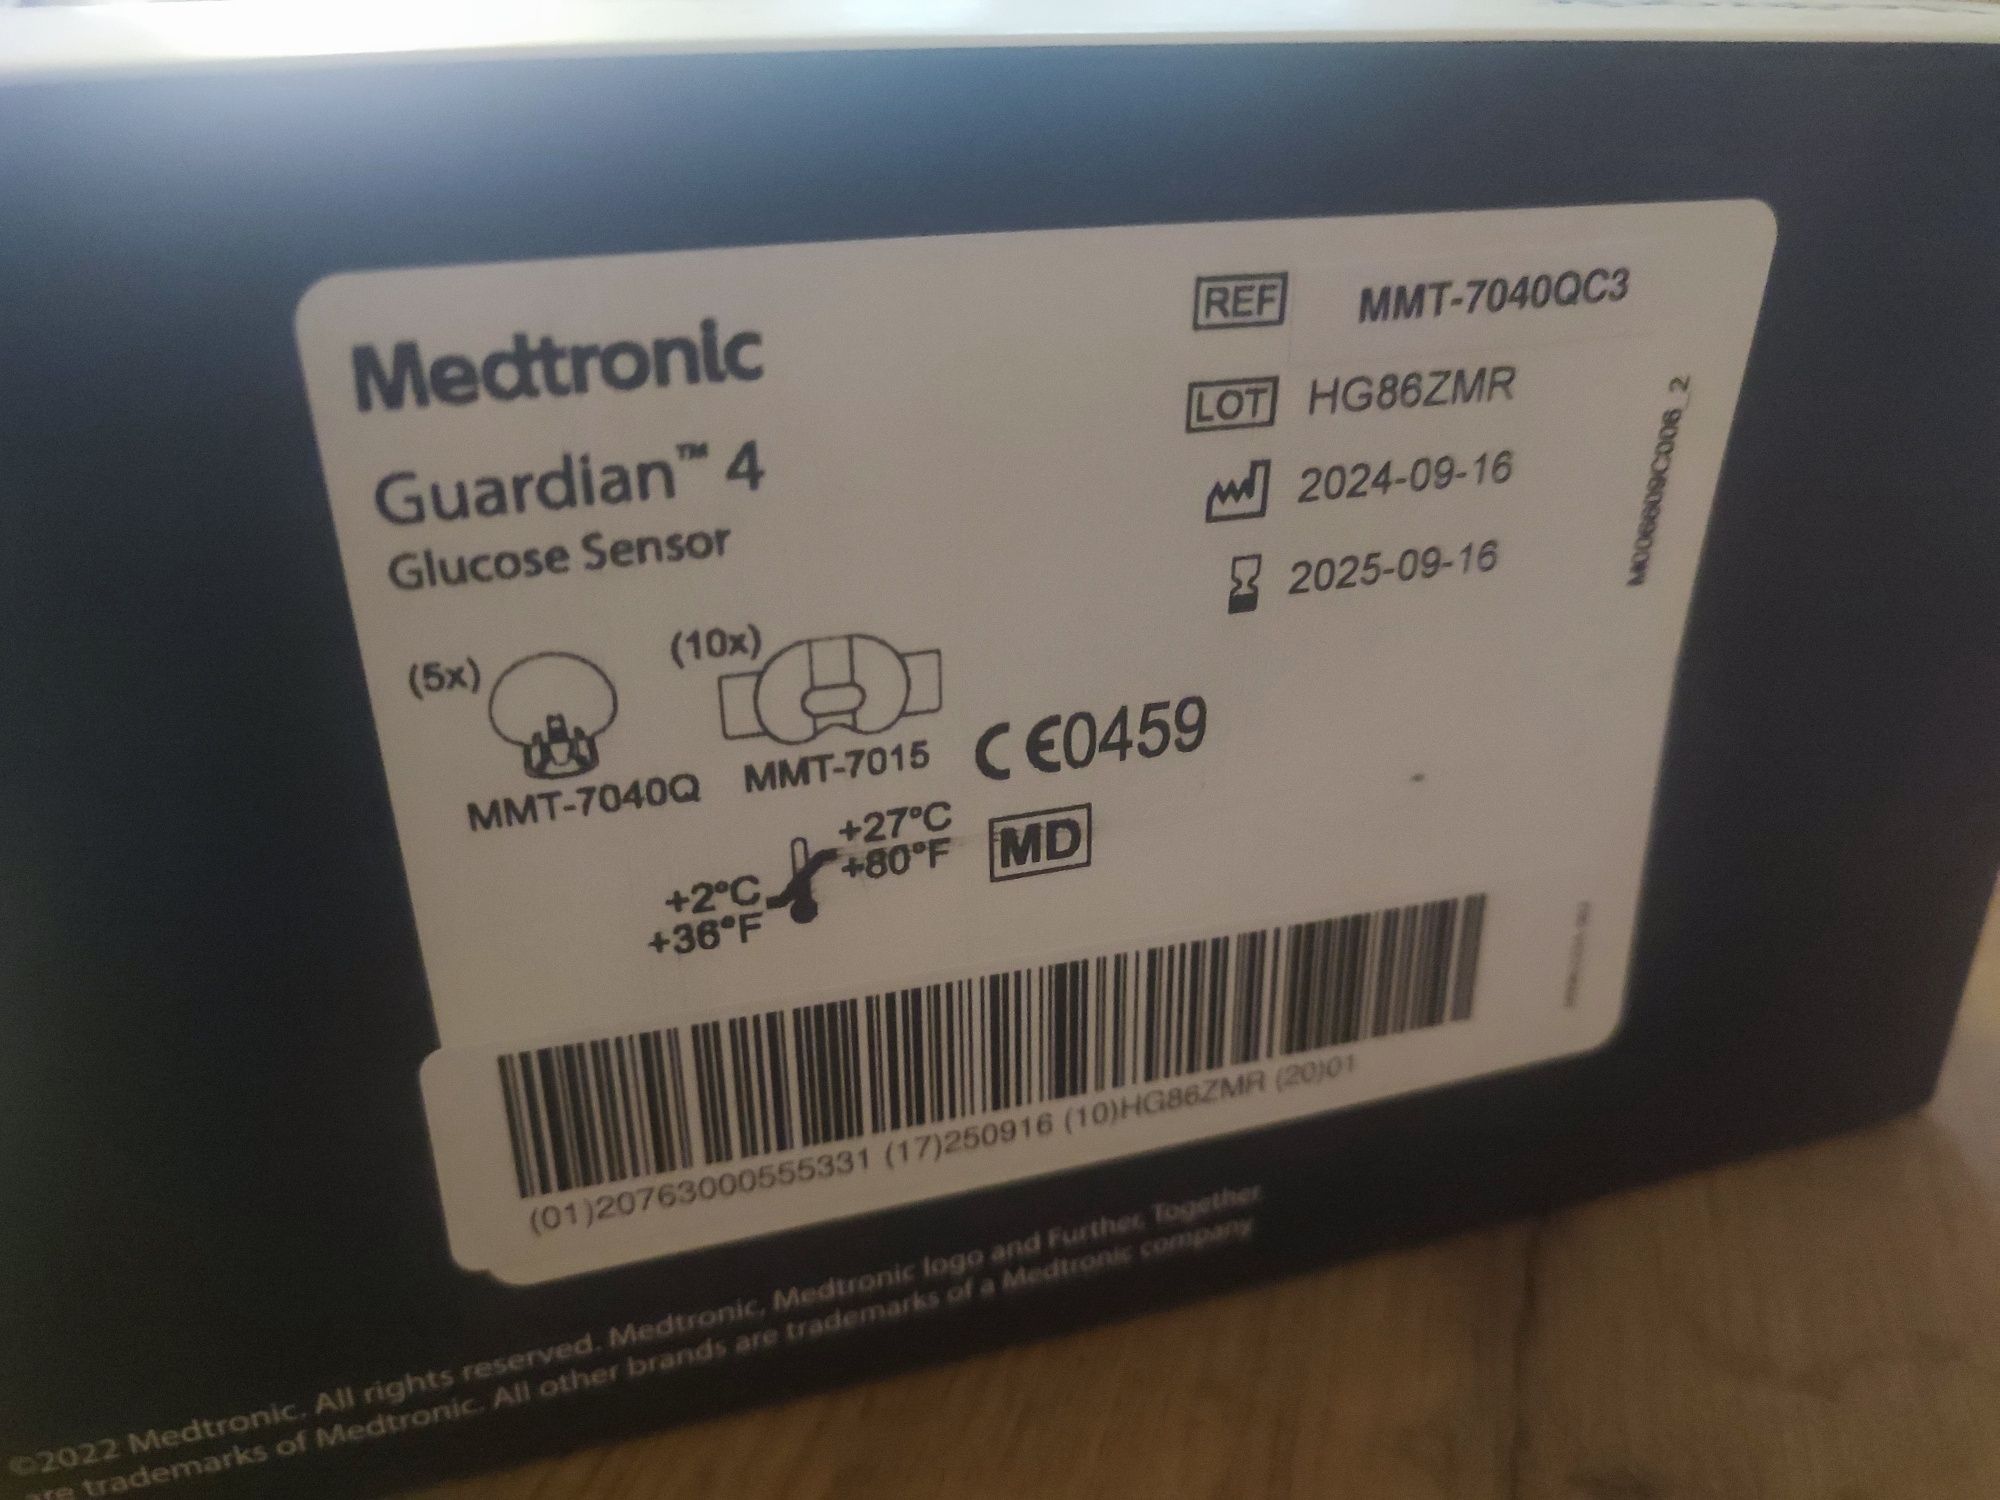 Medtronic
Guardian™ 4
Glucose Sensor
REF MMT-7040QC3
LOT HG86ZMR
2024-09-16
2025-09-16
M006609C006_2
(5x)
MMT-7040Q
(10x)
MMT-7015
CE0459
+27°C
+80°F
+2°C
+36°F
MD
(01)20763000555331 (17)250916 (10)HG86ZMR (20)01
©2022 Medtronic. All rights reserved. Medtronic, Medtronic logo and Further, Together
are trademarks of Medtronic. All other brands are trademarks of a Medtronic company